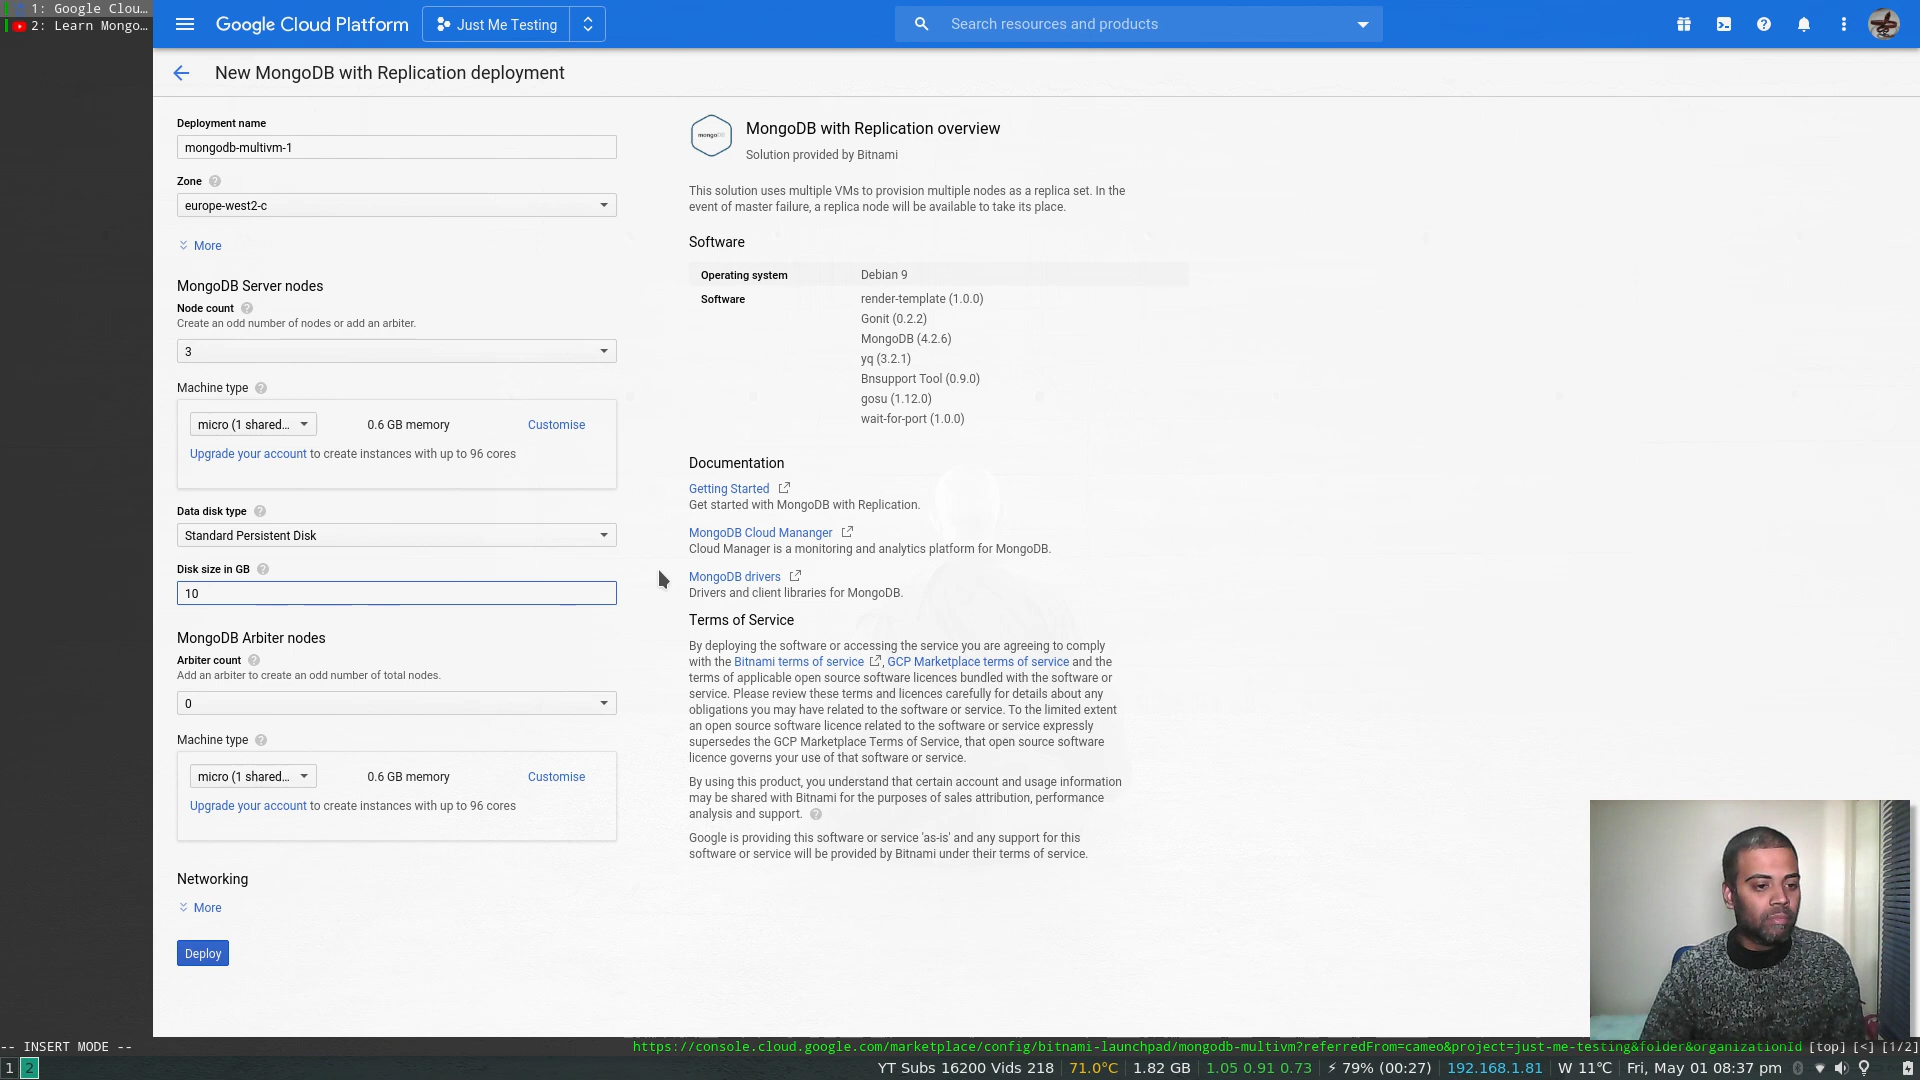 1: Google Clou…
2: Learn Mongo…
Google Cloud Platform
Just Me Testing
Search resources and products
New MongoDB with Replication deployment
Deployment name
mongodb-multivm-1
Zone
europe-west2-c
More
MongoDB Server nodes
Node count
Create an odd number of nodes or add an arbiter.
3
Machine type
micro (1 shared…
0.6 GB memory
Customise
Upgrade your account to create instances with up to 96 cores
Data disk type
Standard Persistent Disk
Disk size in GB
10
MongoDB Arbiter nodes
Arbiter count
Add an arbiter to create an odd number of total nodes.
0
Machine type
micro (1 shared…
0.6 GB memory
Customise
Upgrade your account to create instances with up to 96 cores
Networking
More
Deploy
mongoDB
MongoDB with Replication overview
Solution provided by Bitnami
This solution uses multiple VMs to provision multiple nodes as a replica set. In the
event of master failure, a replica node will be available to take its place.
Software
Operating system
Debian 9
Software
render-template (1.0.0)
Gonit (0.2.2)
MongoDB (4.2.6)
yq (3.2.1)
Bnsupport Tool (0.9.0)
gosu (1.12.0)
wait-for-port (1.0.0)
Documentation
Getting Started
Get started with MongoDB with Replication.
MongoDB Cloud Mananger
Cloud Manager is a monitoring and analytics platform for MongoDB.
MongoDB drivers
Drivers and client libraries for MongoDB.
Terms of Service
By deploying the software or accessing the service you are agreeing to comply
with the Bitnami terms of service , GCP Marketplace terms of service and the
terms of applicable open source software licences bundled with the software or
service. Please review these terms and licences carefully for details about any
obligations you may have related to the software or service. To the limited extent
an open source software licence related to the software or service expressly
supersedes the GCP Marketplace Terms of Service, that open source software
licence governs your use of that software or service.
By using this product, you understand that certain account and usage information
may be shared with Bitnami for the purposes of sales attribution, performance
analysis and support.
Google is providing this software or service 'as-is' and any support for this
software or service will be provided by Bitnami under their terms of service.
-- INSERT MODE --
https://console.cloud.google.com/marketplace/config/bitnami-launchpad/mongodb-multivm?referredFrom=cameo&project=just-me-testing&folder&organizationId [top] [<] [1/2]
1 2
YT Subs 16200 Vids 218 71.0°C 1.82 GB 1.05 0.91 0.73 ⚡ 79% (00:27) 192.168.1.81 W 11℃ Fri, May 01 08:37 pm